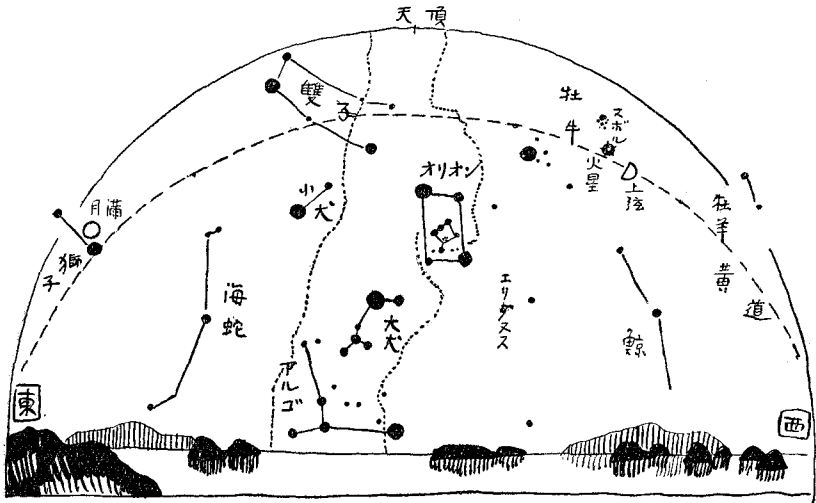 天頂
雙子
牡牛
スボル
火星
上弦
オリオン
小犬
牡羊
満月
獅子
黄道
海蛇
エリダヌス
大犬
鯨
アルゴ
東
西